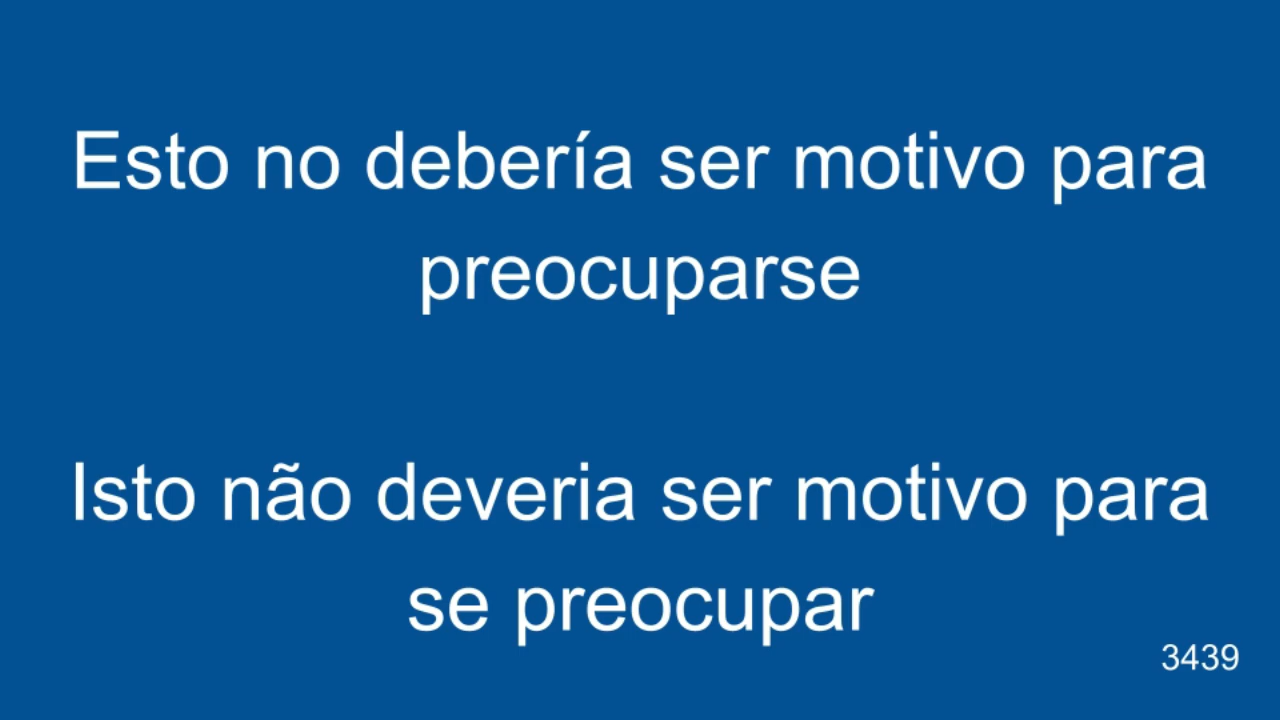 Esto no debería ser motivo para
preocuparse
Isto não deveria ser motivo para
se preocupar
3439